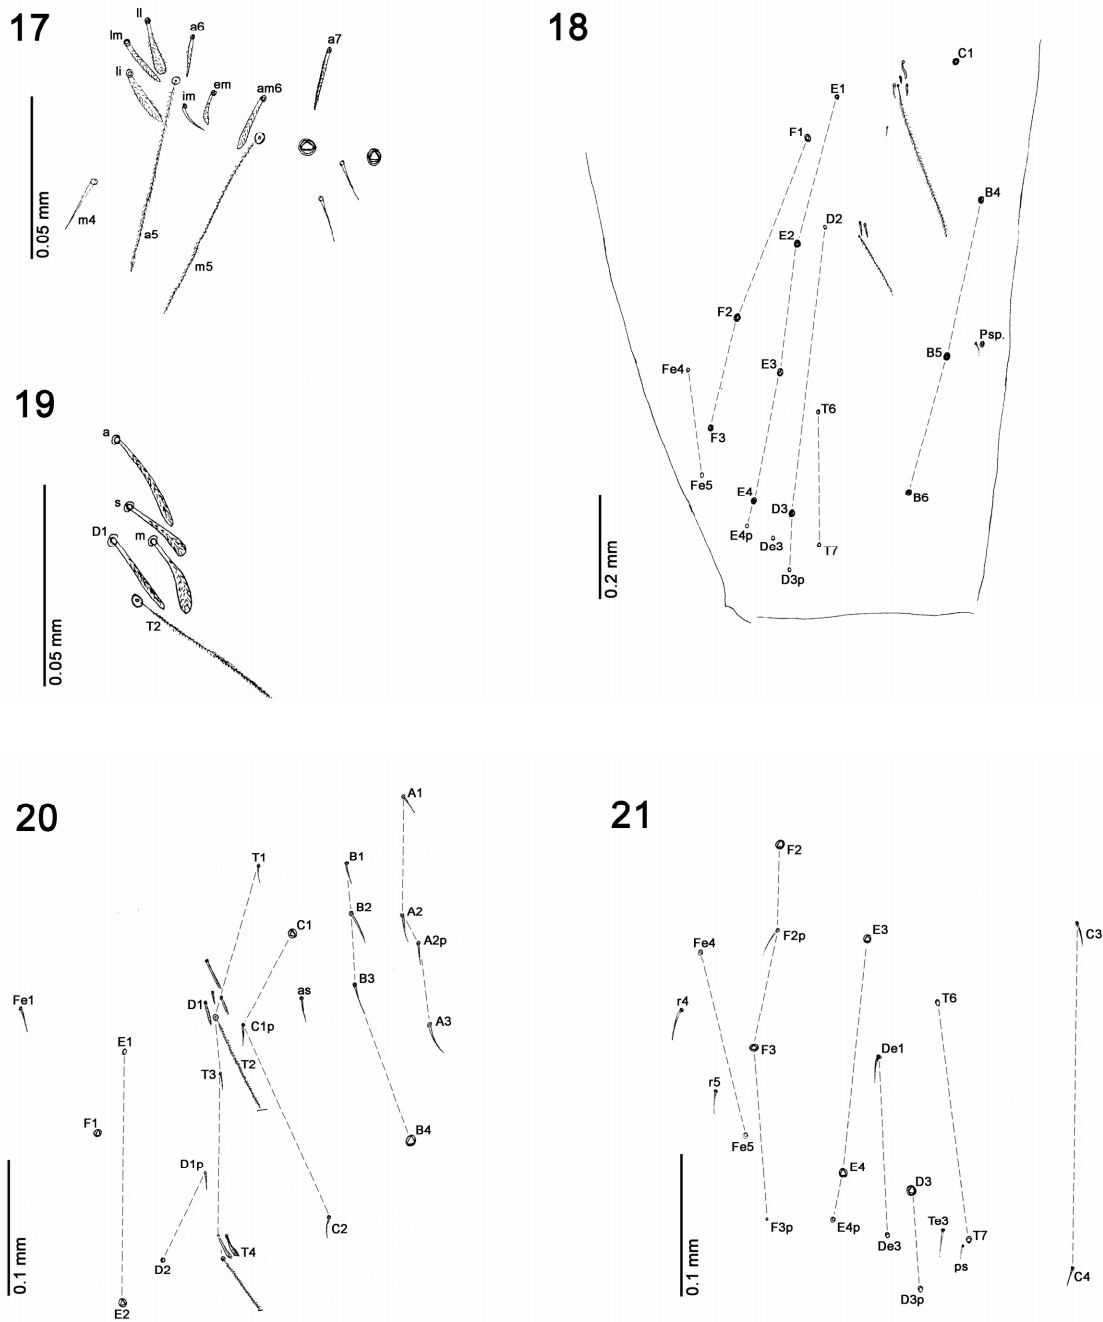 17
ll
a6
lm
a7
li
em
im
am6
m4
a5
m5
0.05 mm
18
C1
E1
F1
B4
D2
E2
F2
Psp.
B5
E3
Fe4
T6
F3
Fe5
E4
B6
D3
E4p
De3
T7
D3p
0.2 mm
19
a
s
D1
m
T2
0.05 mm
20
A1
T1
B1
B2
A2
C1
A2p
B3
D1
as
Fe1
C1p
A3
E1
T2
T3
F1
B4
D1p
C2
T4
D2
E2
0.1 mm
21
F2
F2p
E3
C3
Fe4
r4
T6
F3
De1
r5
Fe5
E4
D3
F3p
E4p
Te3
De3
T7
ps
C4
D3p
0.1 mm